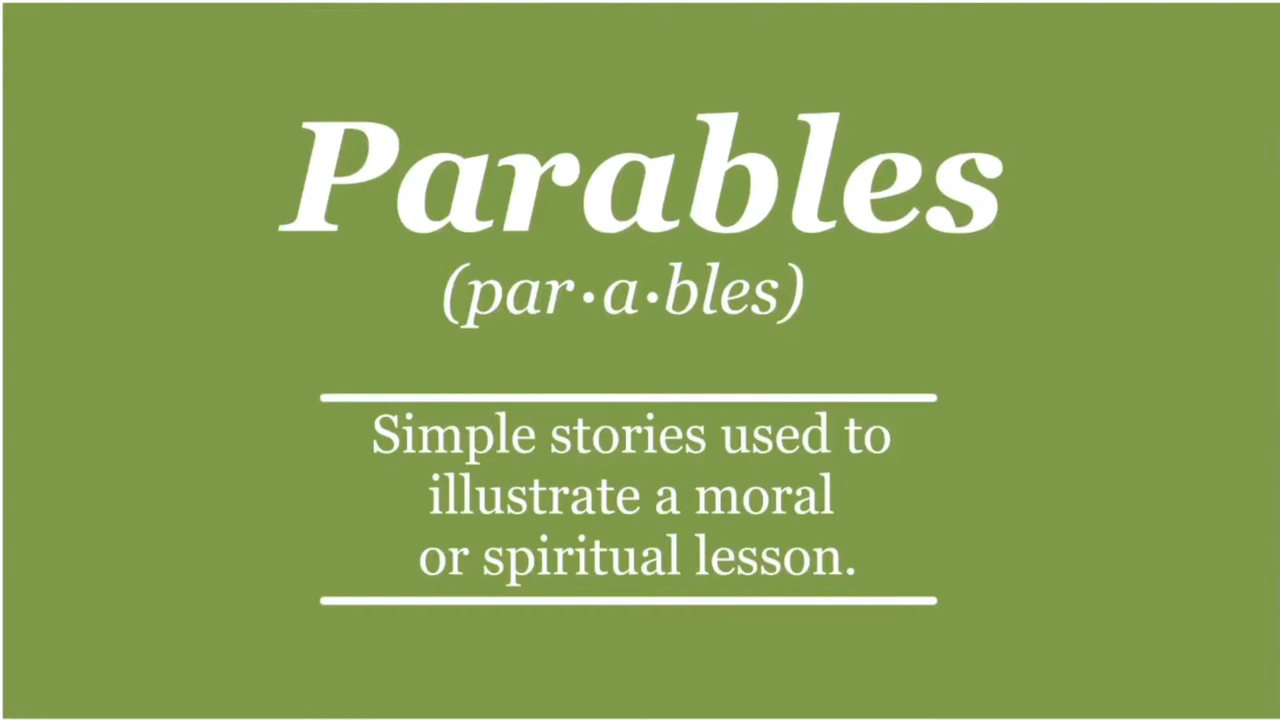 Parables
(par•a•bles)
Simple stories used to
illustrate a moral
or spiritual lesson.